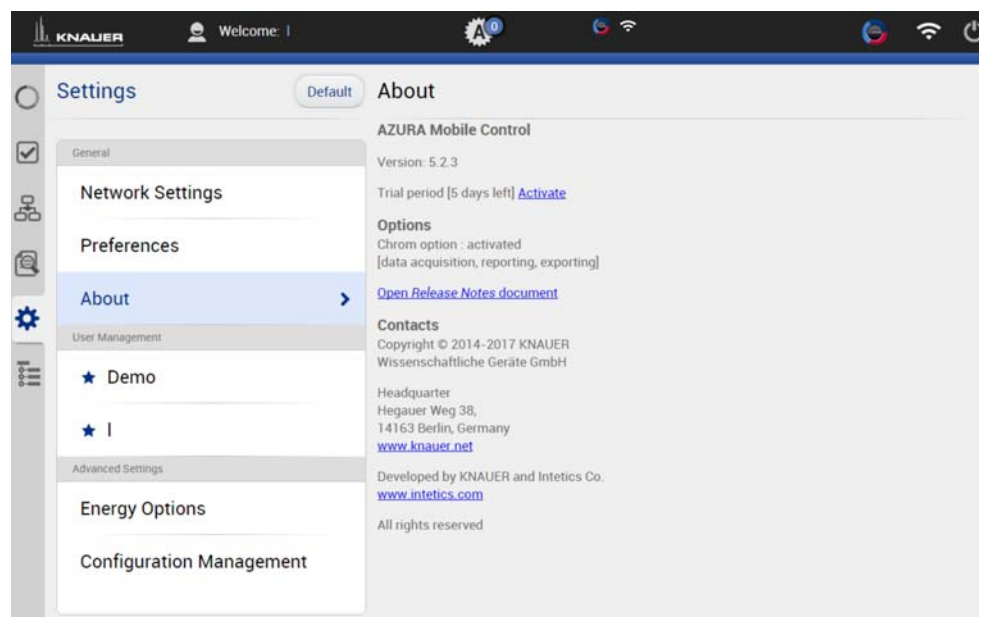 KNAUER
Welcome: l
A 0
Settings
Default
General
Network Settings
Preferences
About
User Management
Demo
l
Advanced Settings
Energy Options
Configuration Management
About
AZURA Mobile Control
Version: 5.2.3
Trial period [5 days left] Activate
Options
Chrom option : activated
[data acquisition, reporting, exporting]
Open Release Notes document
Contacts
Copyright © 2014-2017 KNAUER
Wissenschaftliche Geräte GmbH
Headquarter
Hegauer Weg 38,
14163 Berlin, Germany
www.knauer.net
Developed by KNAUER and Intetics Co.
www.intetics.com
All rights reserved